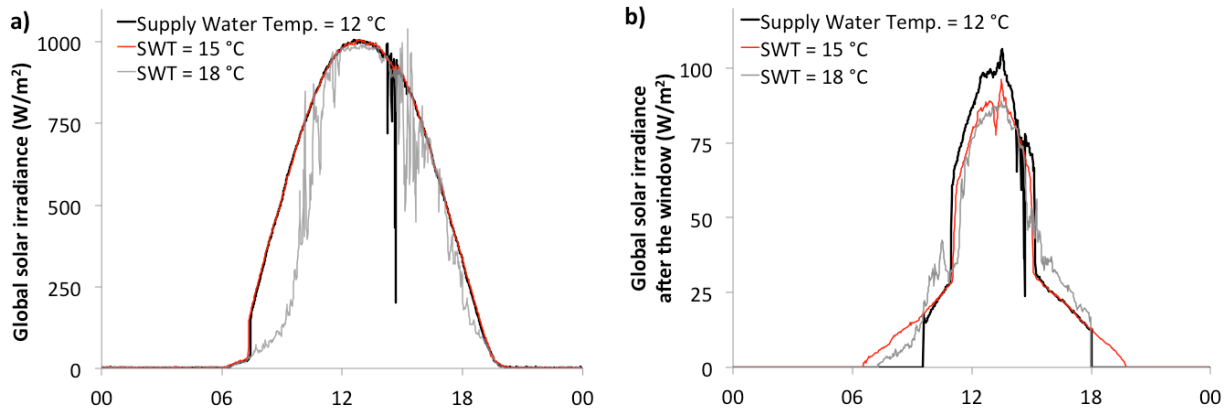 a)
Supply Water Temp. = 12 °C
SWT = 15 °C
SWT = 18 °C
Global solar irradiance (W/m²)
1000
750
500
250
0
00
06
12
18
00
b)
Supply Water Temp. = 12 °C
SWT = 15 °C
SWT = 18 °C
Global solar irradiance
after the window (W/m²)
100
75
50
25
0
00
06
12
18
00